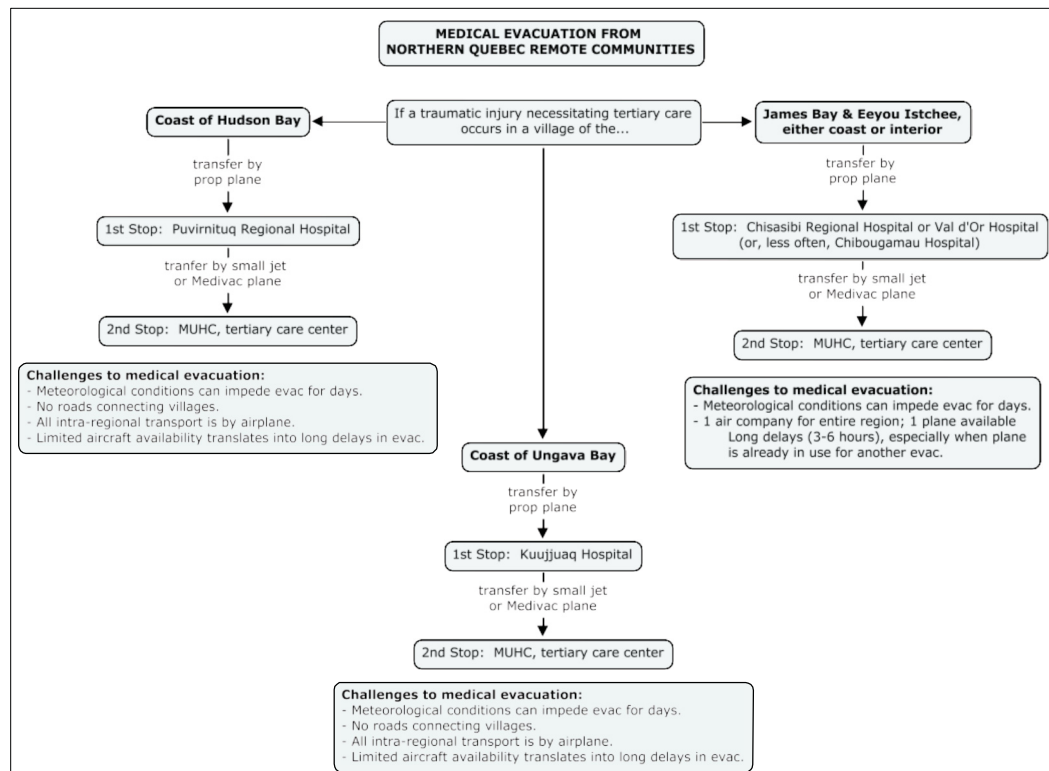 MEDICAL EVACUATION FROM
NORTHERN QUEBEC REMOTE COMMUNITIES
If a traumatic injury necessitating tertiary care
occurs in a village of the...
Coast of Hudson Bay
transfer by
prop plane
1st Stop: Puvirnituq Regional Hospital
tranfer by small jet
or Medivac plane
2nd Stop: MUHC, tertiary care center
Challenges to medical evacuation:
- Meteorological conditions can impede evac for days.
- No roads connecting villages.
- All intra-regional transport is by airplane.
- Limited aircraft availability translates into long delays in evac.
Coast of Ungava Bay
transfer by
prop plane
1st Stop: Kuujjuaq Hospital
transfer by small jet
or Medivac plane
2nd Stop: MUHC, tertiary care center
Challenges to medical evacuation:
- Meteorological conditions can impede evac for days.
- No roads connecting villages.
- All intra-regional transport is by airplane.
- Limited aircraft availability translates into long delays in evac.
James Bay & Eeyou Istchee,
either coast or interior
transfer by
prop plane
1st Stop: Chisasibi Regional Hospital or Val d'Or Hospital
(or, less often, Chibougamau Hospital)
transfer by small jet
or Medivac plane
2nd Stop: MUHC, tertiary care center
Challenges to medical evacuation:
- Meteorological conditions can impede evac for days.
- 1 air company for entire region; 1 plane available
Long delays (3-6 hours), especially when plane
is already in use for another evac.